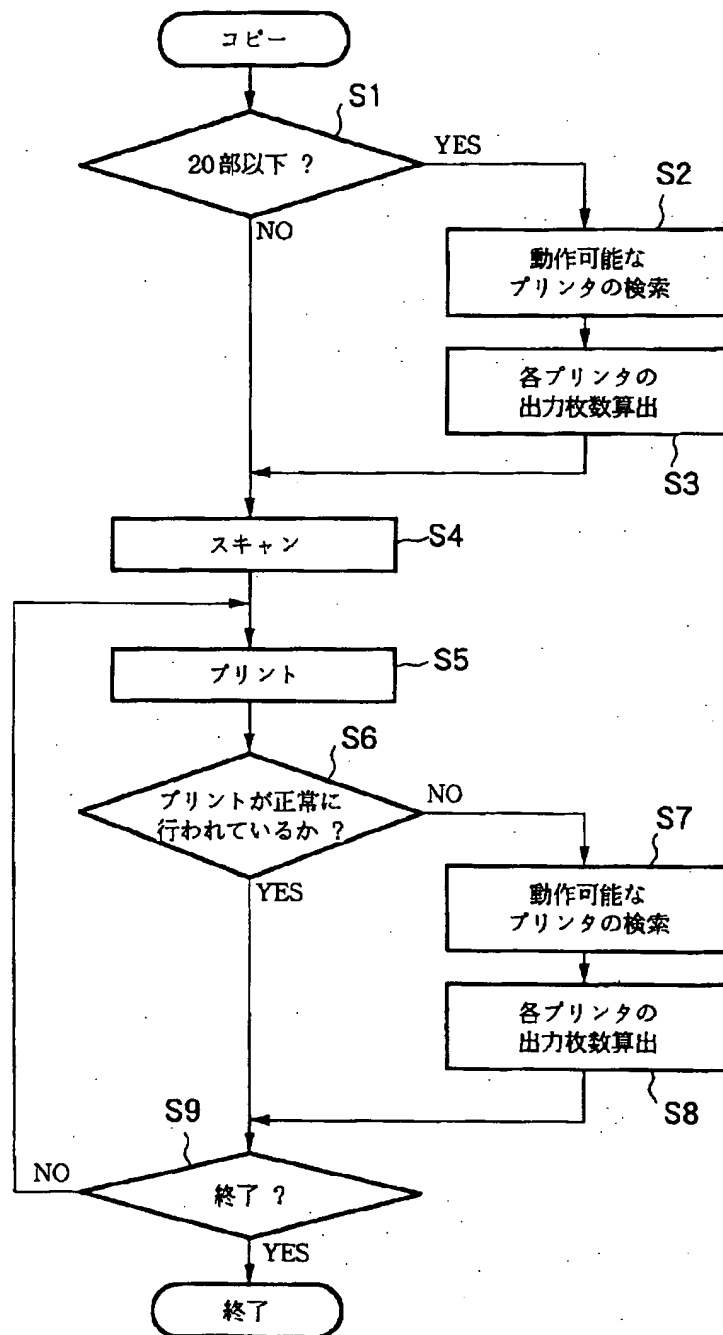 コピー
S1
20部以下 ?
YES
NO
S2
動作可能な
プリンタの検索
各プリンタの
出力枚数算出
S3
スキャン
S4
プリント
S5
S6
プリントが正常に
行われているか ?
NO
YES
S7
動作可能な
プリンタの検索
各プリンタの
出力枚数算出
S8
S9
NO
終了 ?
YES
終了